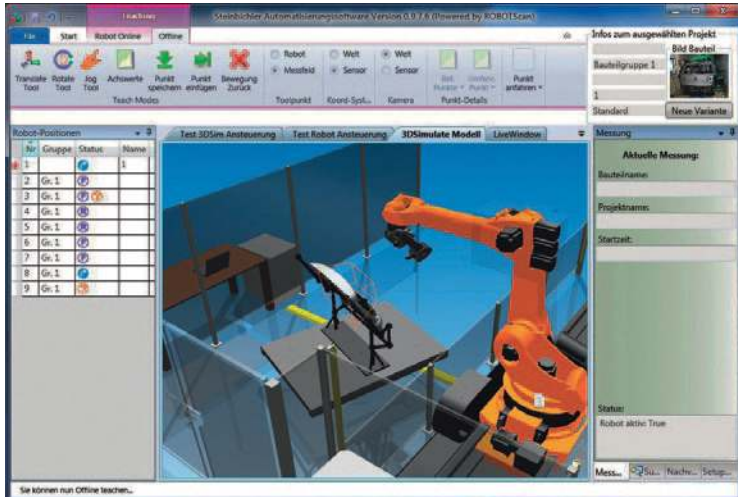 Teaching
Steinbichler Automatisierungssoftware Version 0.9.7.6 (Powered by ROBOTScan)
File
Start
Robot Online
Offline
Translate Tool
Rotate Tool
Jog Tool
Achswerte
Punkt speichern
Punkt einfügen
Bewegung Zurück
Teach Modes
Robot
Messfeld
Toolpunkt
Welt
Sensor
Koord-Syst...
Welt
Sensor
Kamera
Punkt-Details
Punkt anfahren
Infos zum ausgewählten Projekt
Bauteilgruppe 1
1
Standard
Bild Bauteil
Neue Variante
Robot-Positionen
Nr Gruppe Status Name
1 1
2 Gr. 1 P
3 Gr. 1 P
4 Gr. 1 R
5 Gr. 1 R
6 Gr. 1 P
7 Gr. 1 P
8 Gr. 1
9 Gr. 1
Test 3DSim Ansteuerung
Test Robot Ansteuerung
3DSimulate Modell
LiveWindow
Messung
Aktuelle Messung:
Bauteilname:
Projektname:
Startzeit:
Status:
Robot aktiv: True
Mess...
Su...
Nachr...
Setup...
Sie können nun Offline teachen...